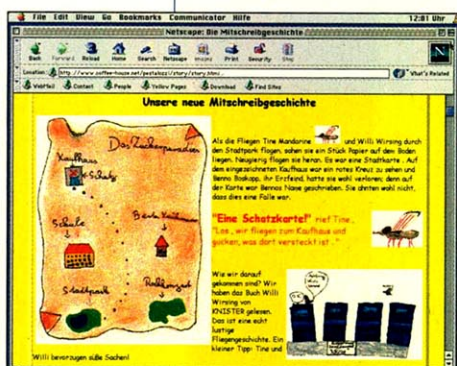 File Edit View Go Bookmarks Communicator Hilfe 12:01 Uhr
Netscape: Die Mitschreibgeschichte
Back Forward Reload Home Search Netscape Images Print Security Stop
Location: http://www.coffee-house.net/pestalozzi/story/story.html What's Related
WebMail Contact People Yellow Pages Download Find Sites
Unsere neue Mitschreibgeschichte
Das Zuckerparadies
Kaufhaus
Schatz
Schule
Stadtpark
Als die Fliegen Tine Mandarine und Willi Wirsing durch
den Stadtpark flogen, sahen sie ein Stück Papier auf dem Boden
liegen. Neugierig flogen sie heran. Es war eine Stadtkarte. Auf
dem eingezeichneten Kaufhaus war ein rotes Kreuz zu sehen und
Benno Boskopp, ihr Erzfeind, hatte sie wohl verloren; denn auf
der Karte war Bennos Nase geschrieben. Sie ahnten wohl nicht,
dass dies eine Falle war.
"Eine Schatzkarte!" rief Tine,
"Los, wir fliegen zum Kaufhaus und
gucken, was dort versteckt ist."
Wie wir darauf
gekommen sind? Wir
haben das Buch Willi
Wirsing von
KNISTER gelesen.
Das ist eine echt
lustige
Fliegengeschichte. Ein
kleiner Tipp: Tine und
Willi bevorzugen süße Sachen!